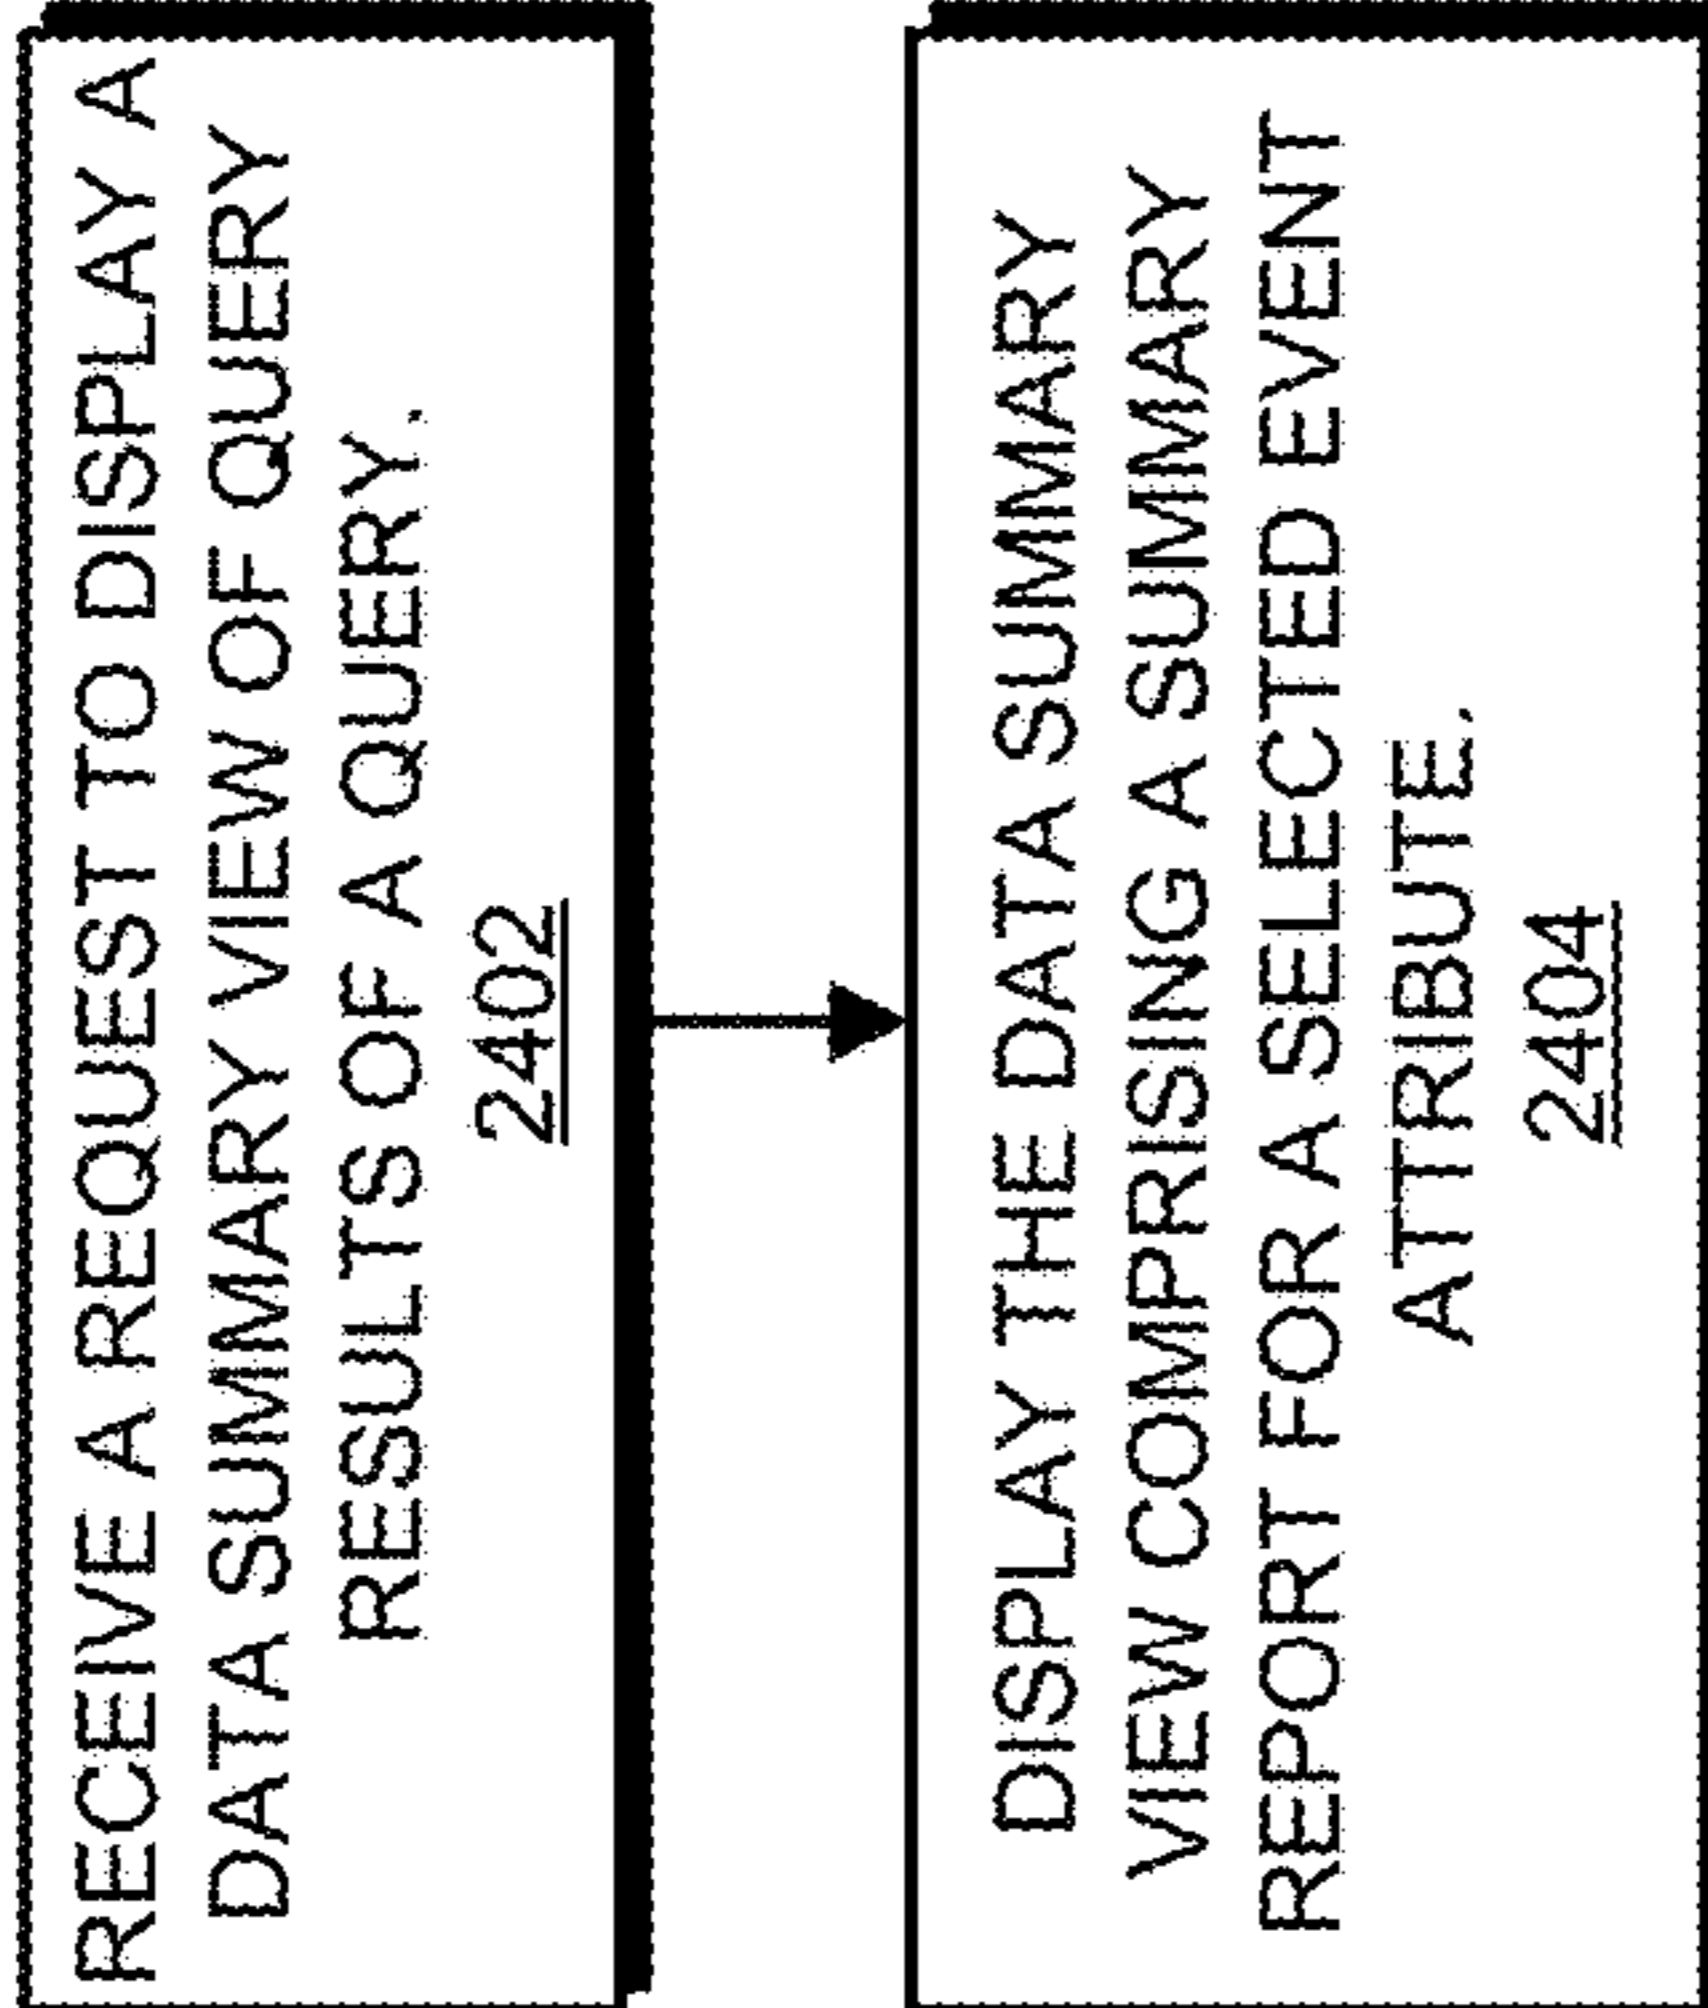 RECEIVE A REQUEST TO DISPLAY A
DATA SUMMARY VIEW OF QUERY
RESULTS OF A QUERY.
2402
DISPLAY THE DATA SUMMARY
VIEW COMPRISING A SUMMARY
REPORT FOR A SELECTED EVENT
ATTRIBUTE.
2404